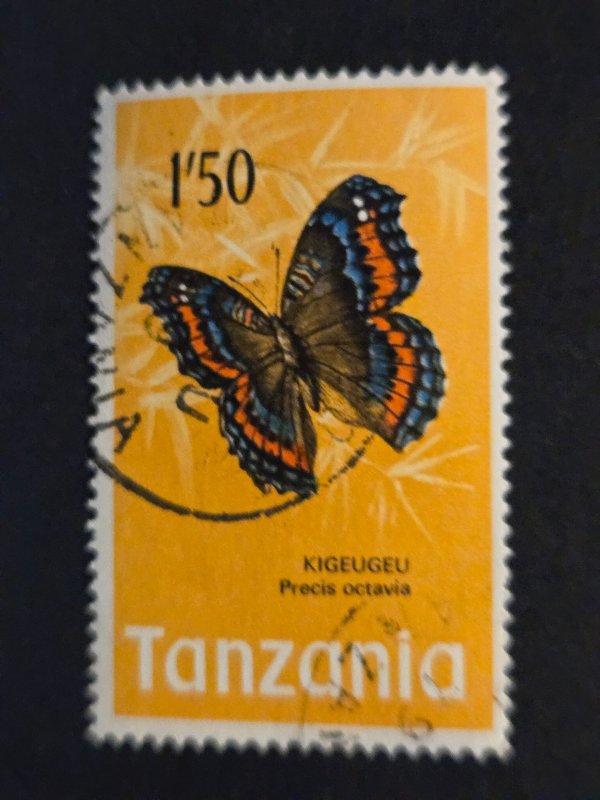 1'50
KIGEUGEU
Precis octavia
Tanzania